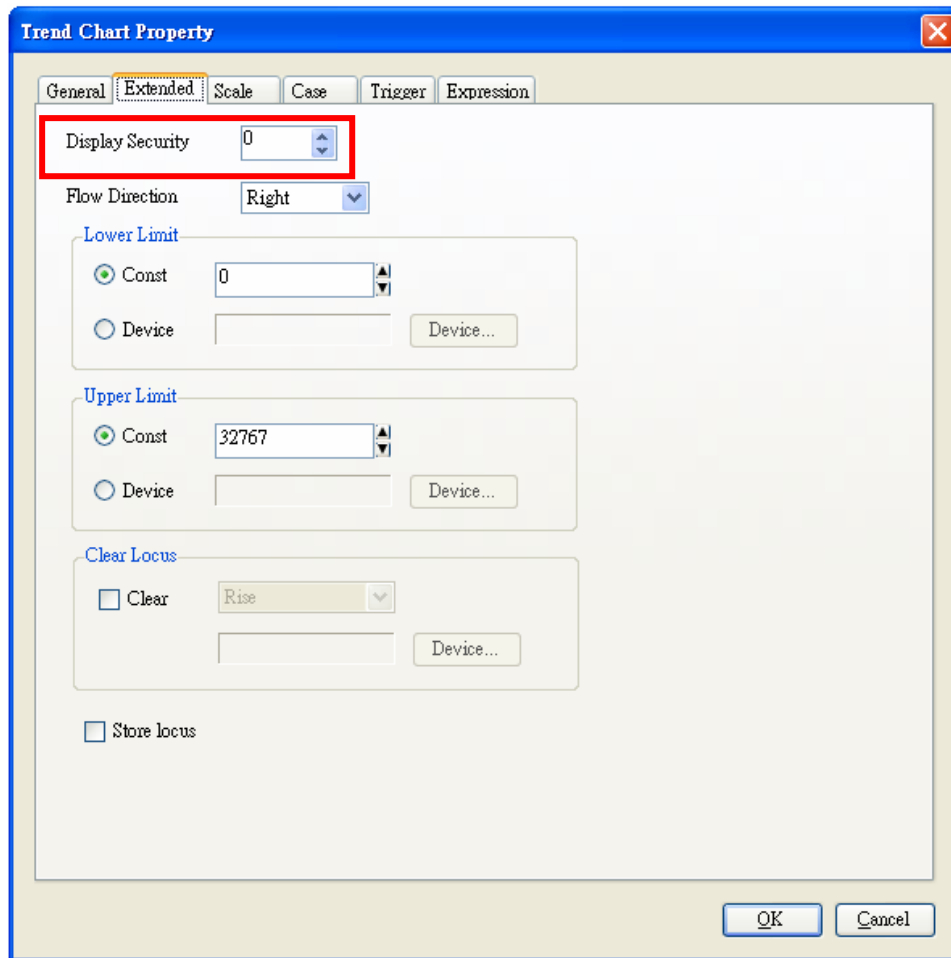 Trend Chart Property
General Extended Scale Case Trigger Expression
Display Security 0
Flow Direction Right
Lower Limit
Const 0
Device Device...
Upper Limit
Const 32767
Device Device...
Clear Locus
Clear Rise
Device...
Store locus
OK Cancel